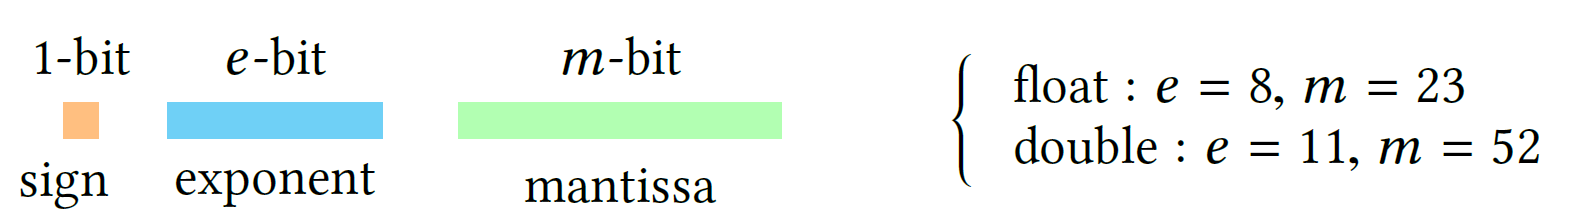 1-bit e-bit m-bit
sign exponent mantissa
float : e = 8, m = 23
double : e = 11, m = 52